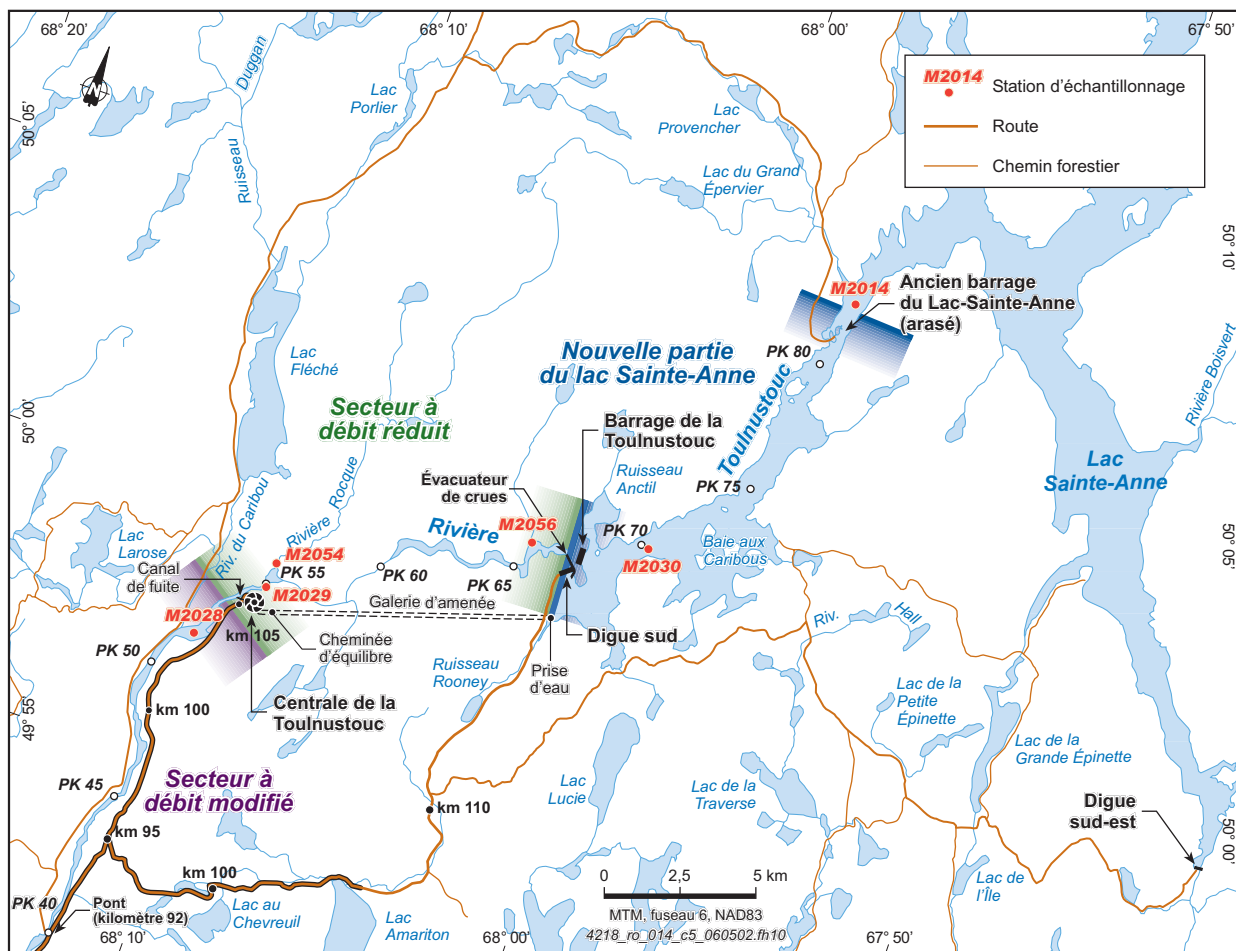 68° 20'
68° 10'
68° 00'
67° 50'
50° 05'
50° 00'
49° 55'
50° 10'
50° 05'
50° 00'
68° 10'
68° 00'
67° 50'
N
M2014
Station d'échantillonnage
Route
Chemin forestier
Ruisseau
Duggan
Lac
Porlier
Lac
Provencher
Lac du Grand
Épervier
M2014
Ancien barrage
du Lac-Sainte-Anne
(arasé)
PK 80
Rivière Boisvert
Lac
Fléché
Nouvelle partie
du lac Sainte-Anne
Toulnustouc
Secteur à
débit réduit
Barrage de la
Toulnustouc
Lac
Sainte-Anne
Évacuateur
de crues
Ruisseau
Anctil
PK 75
Riv. du Caribou
Rivière Rocque
Rivière
M2056
PK 70
M2030
Baie aux
Caribous
Lac
Larose
Canal
de fuite
M2054
PK 55
M2029
PK 60
PK 65
Galerie d'amenée
M2028
km 105
Cheminée
d'équilibre
Digue sud
Riv.
Hall
PK 50
Ruisseau
Rooney
Prise
d'eau
km 100
Centrale de la
Toulnustouc
Lac de la
Petite
Épinette
Lac de la
Grande Épinette
Secteur à
débit modifié
PK 45
Lac
Lucie
Lac de la
Traverse
km 110
km 95
Digue
sud-est
km 100
PK 40
Pont
(kilomètre 92)
Lac au
Chevreuil
Lac
Amariton
Lac de
l'Île
0 2,5 5 km
MTM, fuseau 6, NAD83
4218_ro_014_c5_060502.fh10